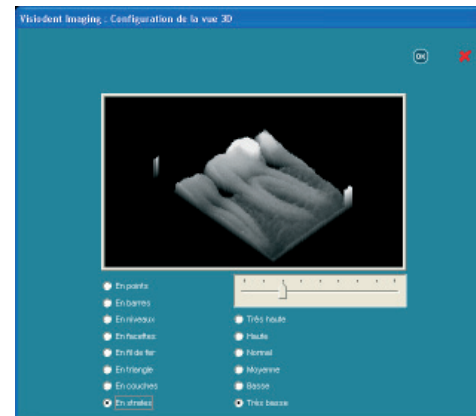 Visiodent Imaging : Configuration de la vue 3D
OK
En points
En barres
En niveaux
En facettes
En fil de fer
En triangle
En couches
En strates
Très haute
Haute
Normal
Moyenne
Basse
Très basse